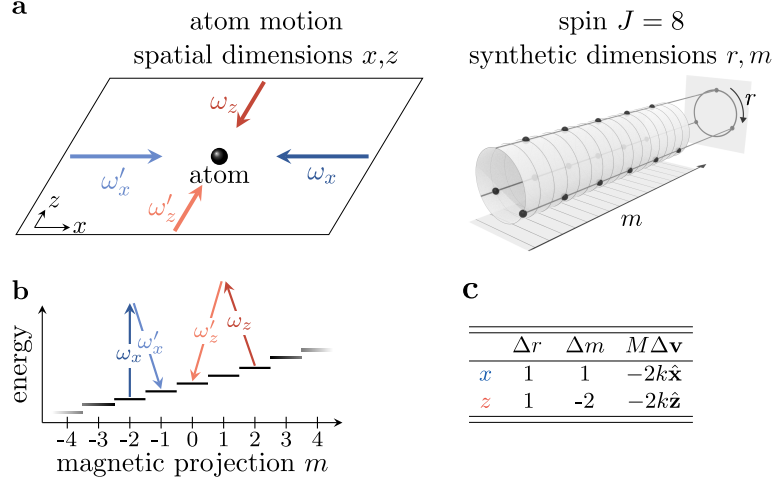 a
atom motion
spatial dimensions x,z
spin J = 8
synthetic dimensions r, m
ω_z
r
atom
ω′_x
ω_x
ω′_z
z
x
m
b
c
energy
ω_x
ω′_x
ω′_z
ω_z
-4 -3 -2 -1 0 1 2 3 4
magnetic projection m
Δr Δm MΔv
x 1 1 −2kx̂
z 1 -2 −2kẑ